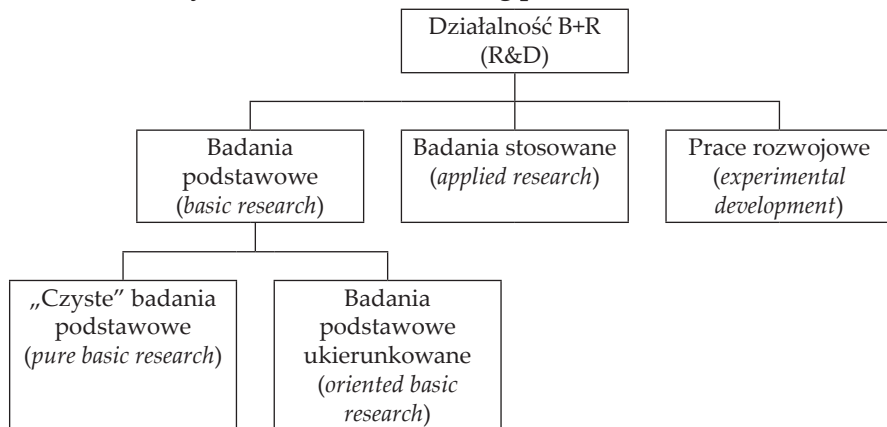 Działalność B+R
(R&D)
Badania
podstawowe
(basic research)
Badania stosowane
(applied research)
Prace rozwojowe
(experimental
development)
„Czyste” badania
podstawowe
(pure basic research)
Badania
podstawowe
ukierunkowane
(oriented basic
research)